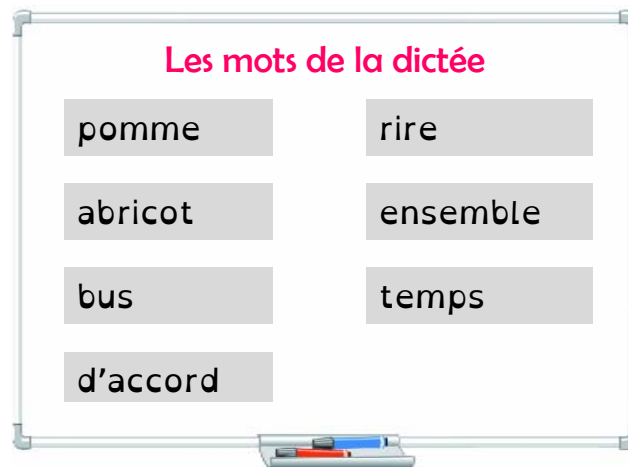 Les mots de la dictée
pomme
abricot
bus
d'accord
rire
ensemble
temps